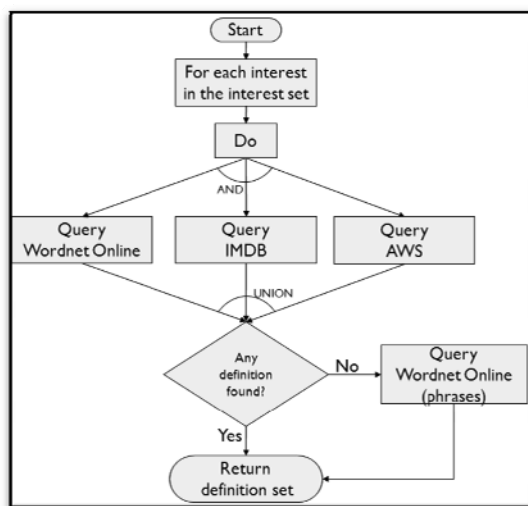 Start
For each interest
in the interest set
Do
AND
Query
Wordnet Online
Query
IMDB
Query
AWS
UNION
Any
definition
found?
No
Query
Wordnet Online
(phrases)
Yes
Return
definition set